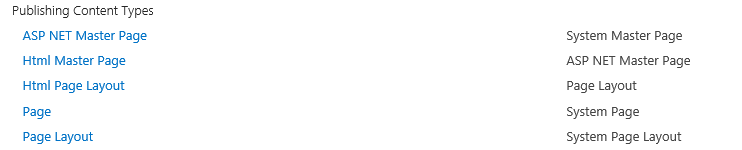 Publishing Content Types
ASP NET Master Page System Master Page
Html Master Page ASP NET Master Page
Html Page Layout Page Layout
Page System Page
Page Layout System Page Layout